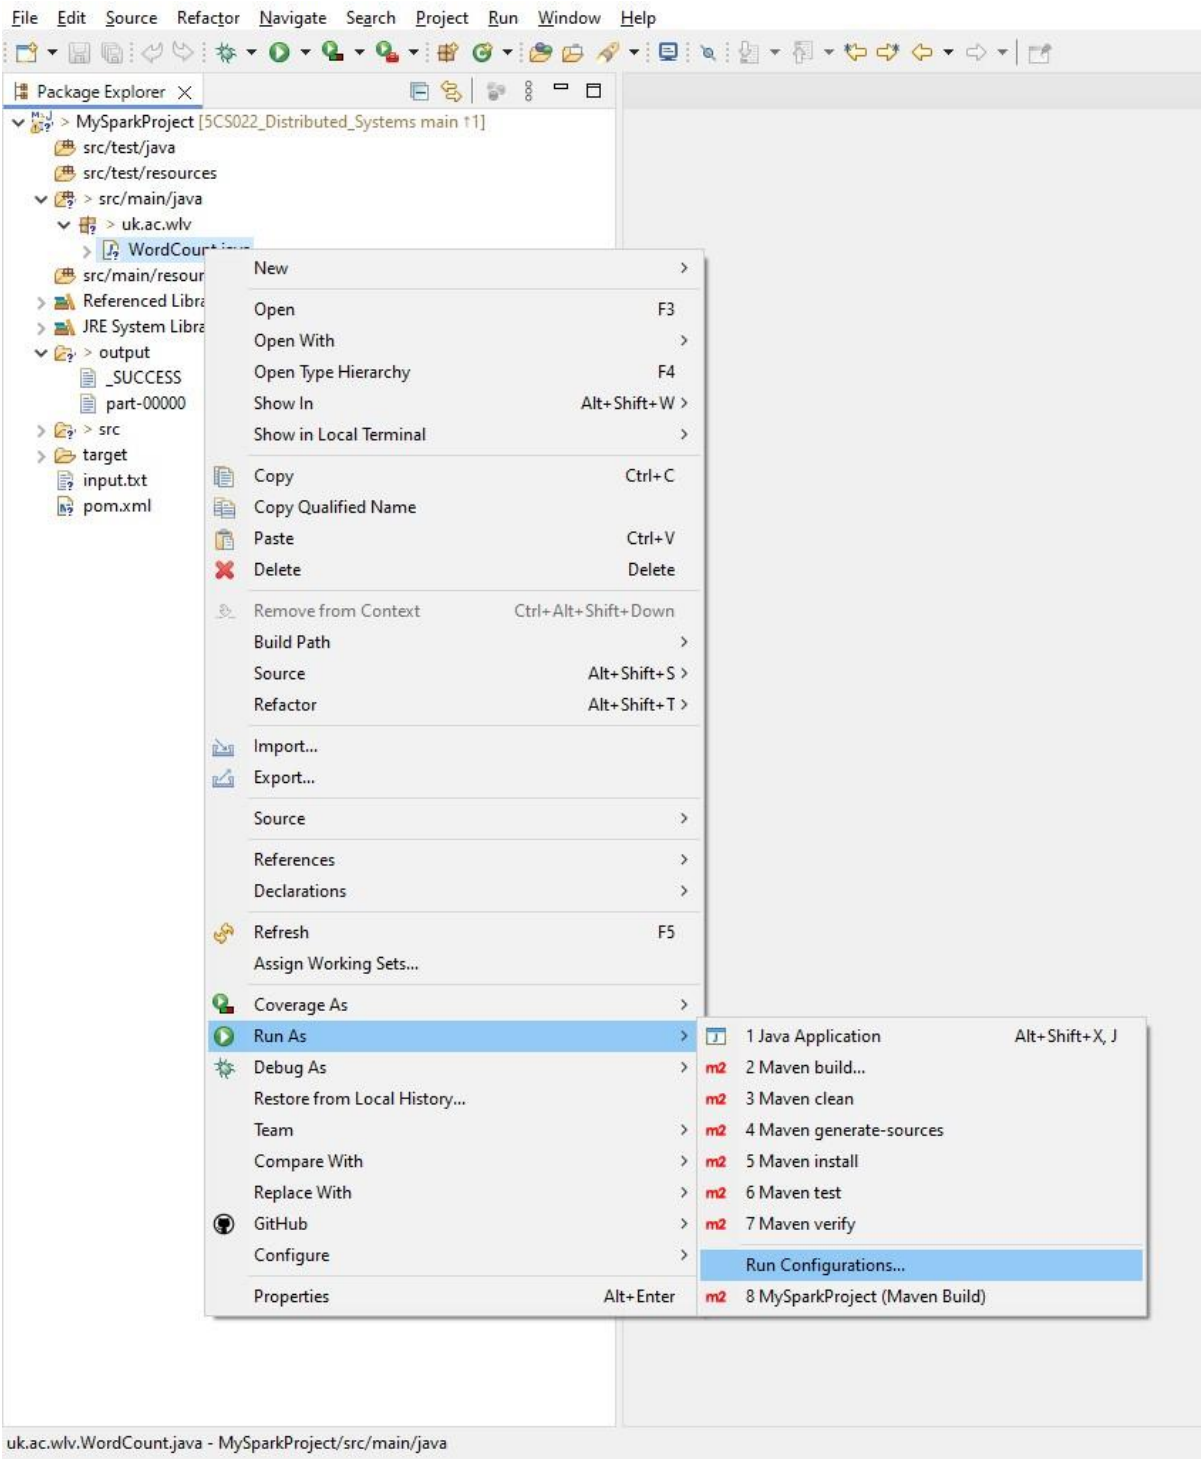 File Edit Source Refactor Navigate Search Project Run Window Help
Package Explorer
> MySparkProject [5CS022_Distributed_Systems main ↑1]
src/test/java
src/test/resources
> src/main/java
> uk.ac.wlv
WordCount.java
src/main/resour
Referenced Libra
JRE System Libra
> output
_SUCCESS
part-00000
> src
target
input.txt
pom.xml
New
Open F3
Open With
Open Type Hierarchy F4
Show In Alt+Shift+W
Show in Local Terminal
Copy Ctrl+C
Copy Qualified Name
Paste Ctrl+V
Delete Delete
Remove from Context Ctrl+Alt+Shift+Down
Build Path
Source Alt+Shift+S
Refactor Alt+Shift+T
Import...
Export...
Source
References
Declarations
Refresh F5
Assign Working Sets...
Coverage As
Run As
Debug As
Restore from Local History...
Team
Compare With
Replace With
GitHub
Configure
Properties Alt+Enter
1 Java Application Alt+Shift+X, J
m2 2 Maven build...
m2 3 Maven clean
m2 4 Maven generate-sources
m2 5 Maven install
m2 6 Maven test
m2 7 Maven verify
Run Configurations...
m2 8 MySparkProject (Maven Build)
uk.ac.wlv.WordCount.java - MySparkProject/src/main/java